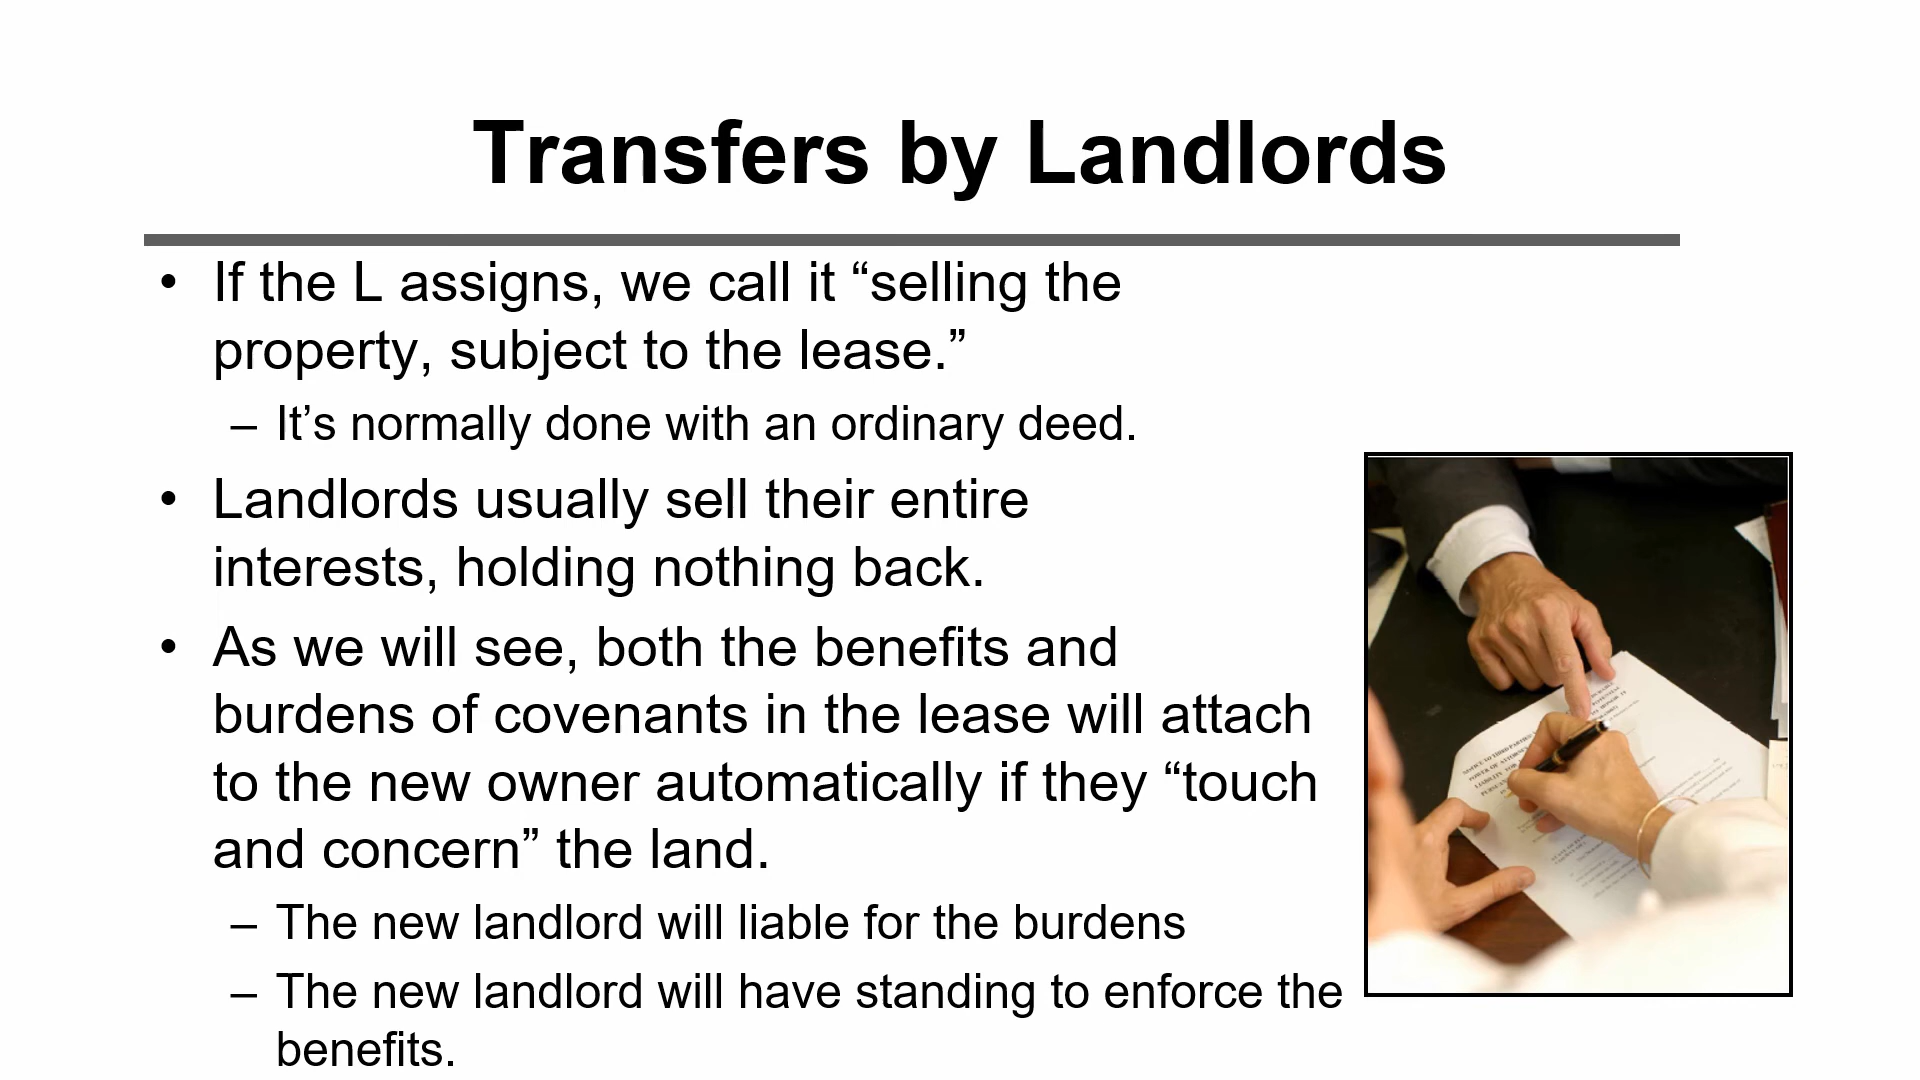 Transfers by Landlords
• If the L assigns, we call it “selling the
property, subject to the lease.”
– It’s normally done with an ordinary deed.
• Landlords usually sell their entire
interests, holding nothing back.
• As we will see, both the benefits and
burdens of covenants in the lease will attach
to the new owner automatically if they “touch
and concern” the land.
– The new landlord will liable for the burdens
– The new landlord will have standing to enforce the
benefits.